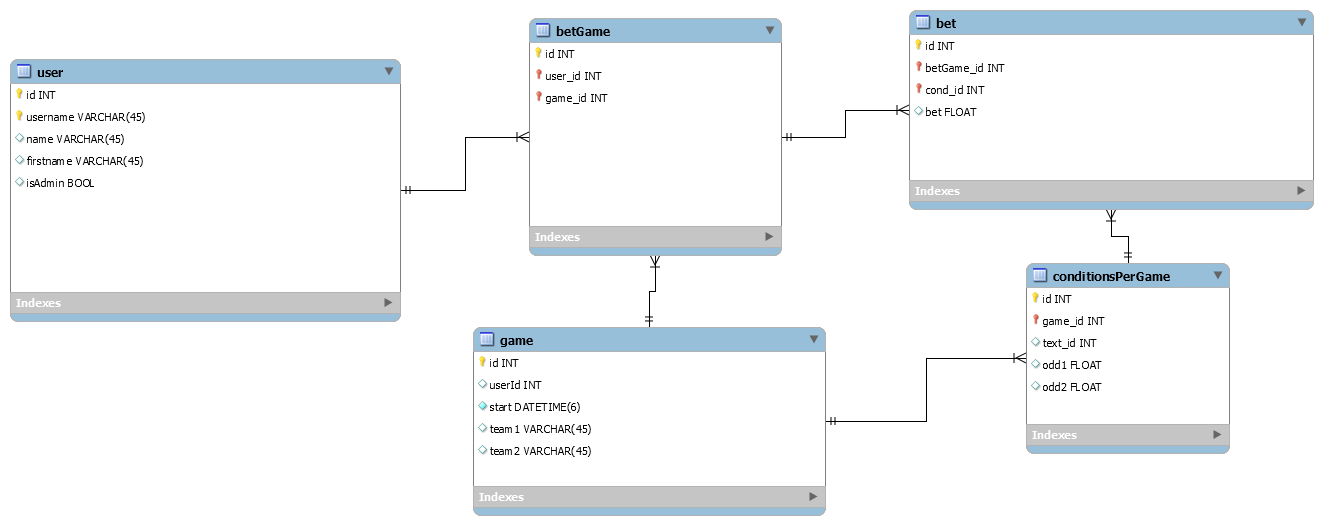 user
id INT
username VARCHAR(45)
name VARCHAR(45)
firstname VARCHAR(45)
isAdmin BOOL
Indexes
betGame
id INT
user_id INT
game_id INT
Indexes
bet
id INT
betGame_id INT
cond_id INT
bet FLOAT
Indexes
game
id INT
userId INT
start DATETIME(6)
team1 VARCHAR(45)
team2 VARCHAR(45)
Indexes
conditionsPerGame
id INT
game_id INT
text_id INT
odd1 FLOAT
odd2 FLOAT
Indexes